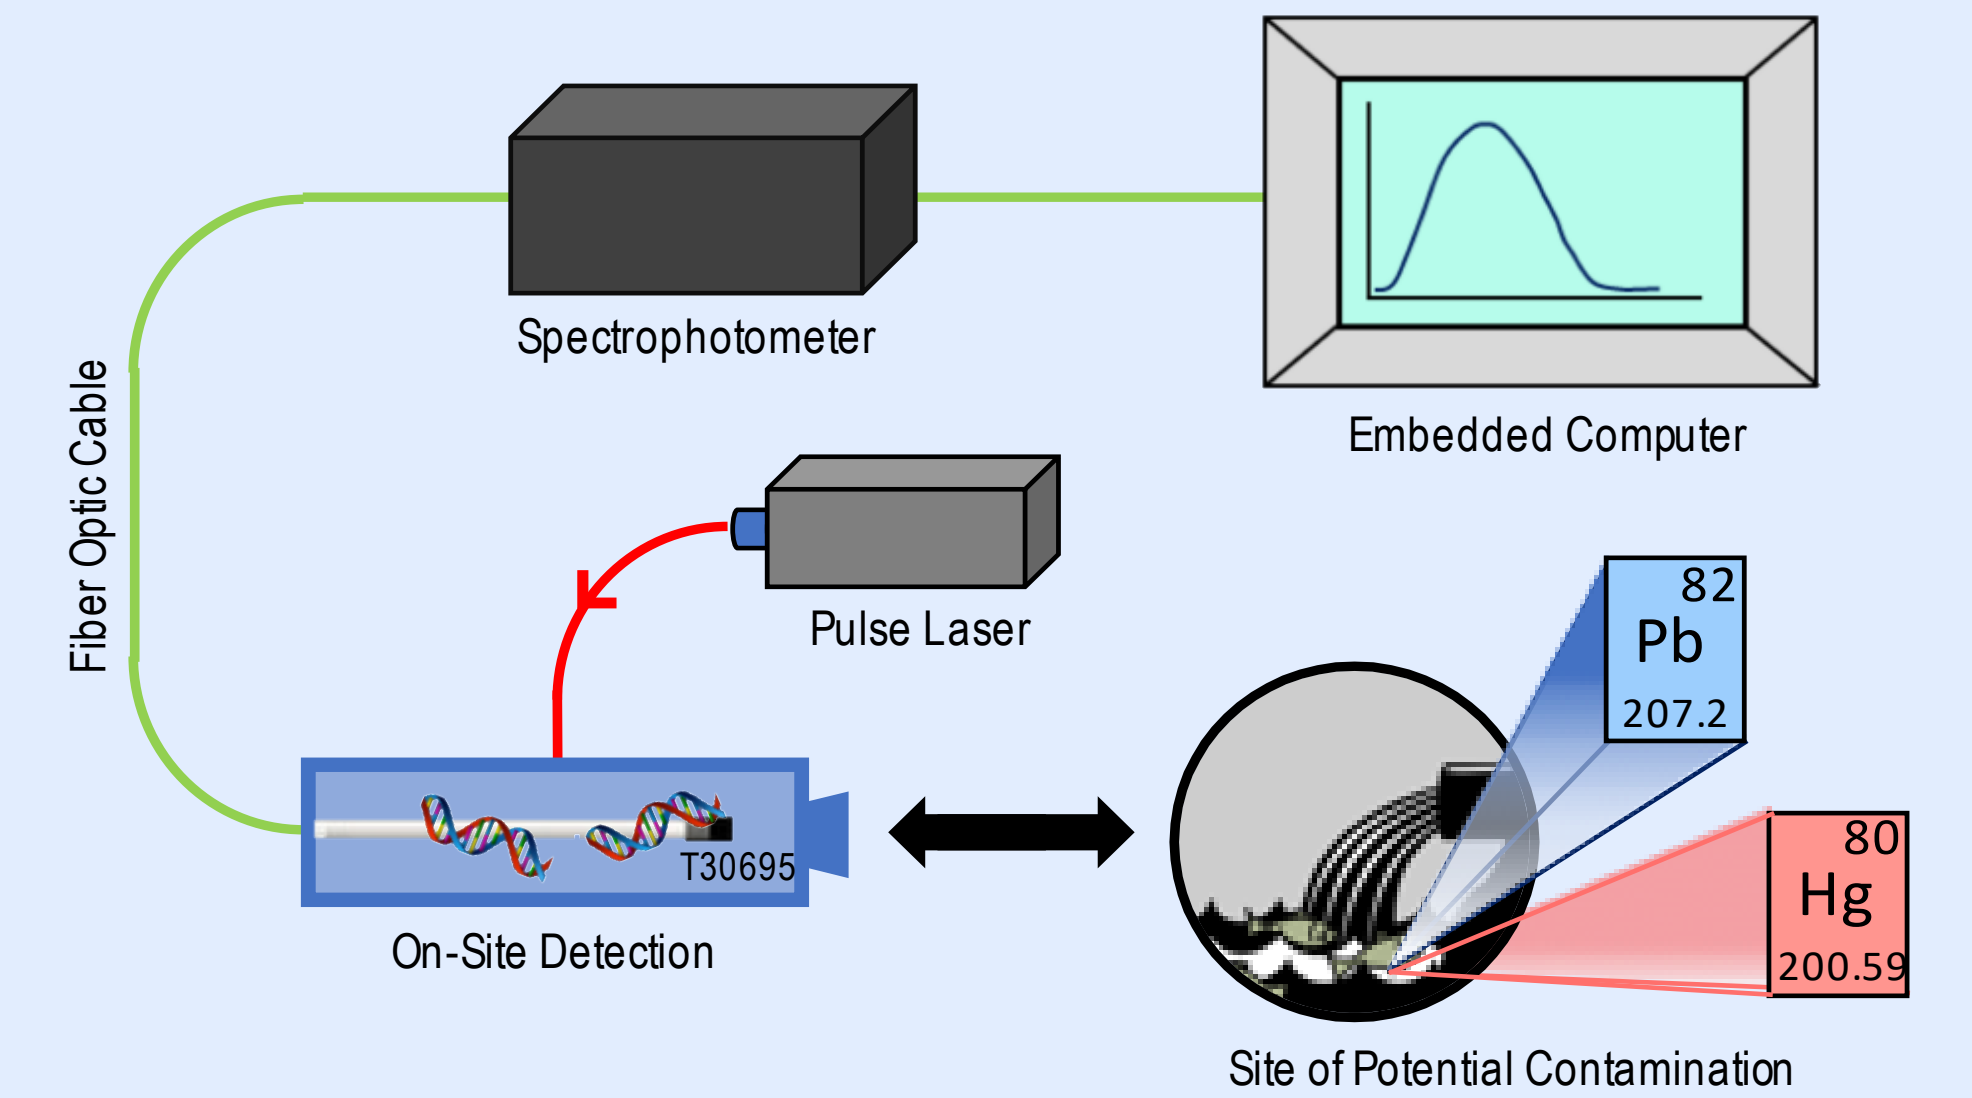 Spectrophotometer
Embedded Computer
Fiber Optic Cable
Pulse Laser
82
Pb
207.2
80
Hg
200.59
T30695
On-Site Detection
Site of Potential Contamination